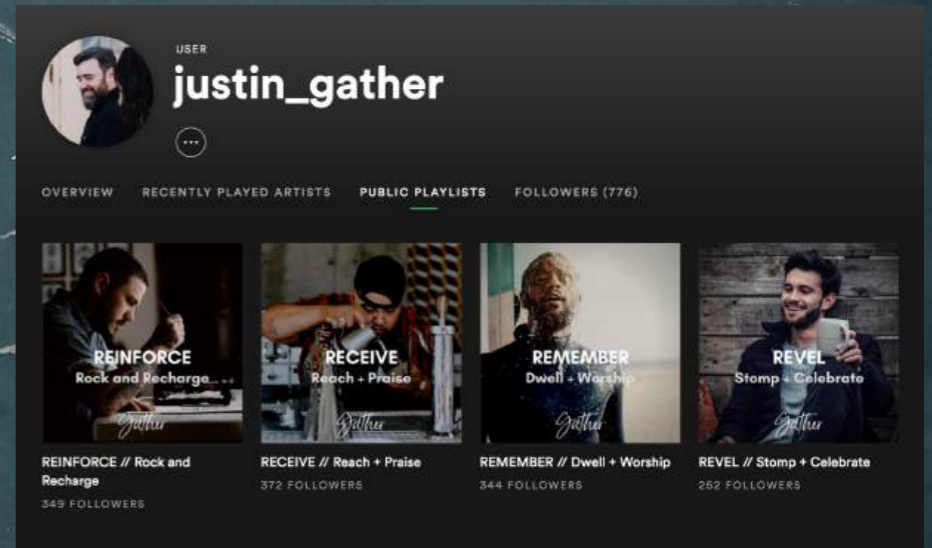 USER
justin_gather
OVERVIEW RECENTLY PLAYED ARTISTS PUBLIC PLAYLISTS FOLLOWERS (776)
REINFORCE
Rock and Recharge
Gather
RECEIVE
Reach + Praise
Gather
REMEMBER
Dwell + Worship
Gather
REVEL
Stomp + Celebrate
Gather
REINFORCE // Rock and
Recharge
349 FOLLOWERS
RECEIVE // Reach + Praise
372 FOLLOWERS
REMEMBER // Dwell + Worship
344 FOLLOWERS
REVEL // Stomp + Celebrate
252 FOLLOWERS